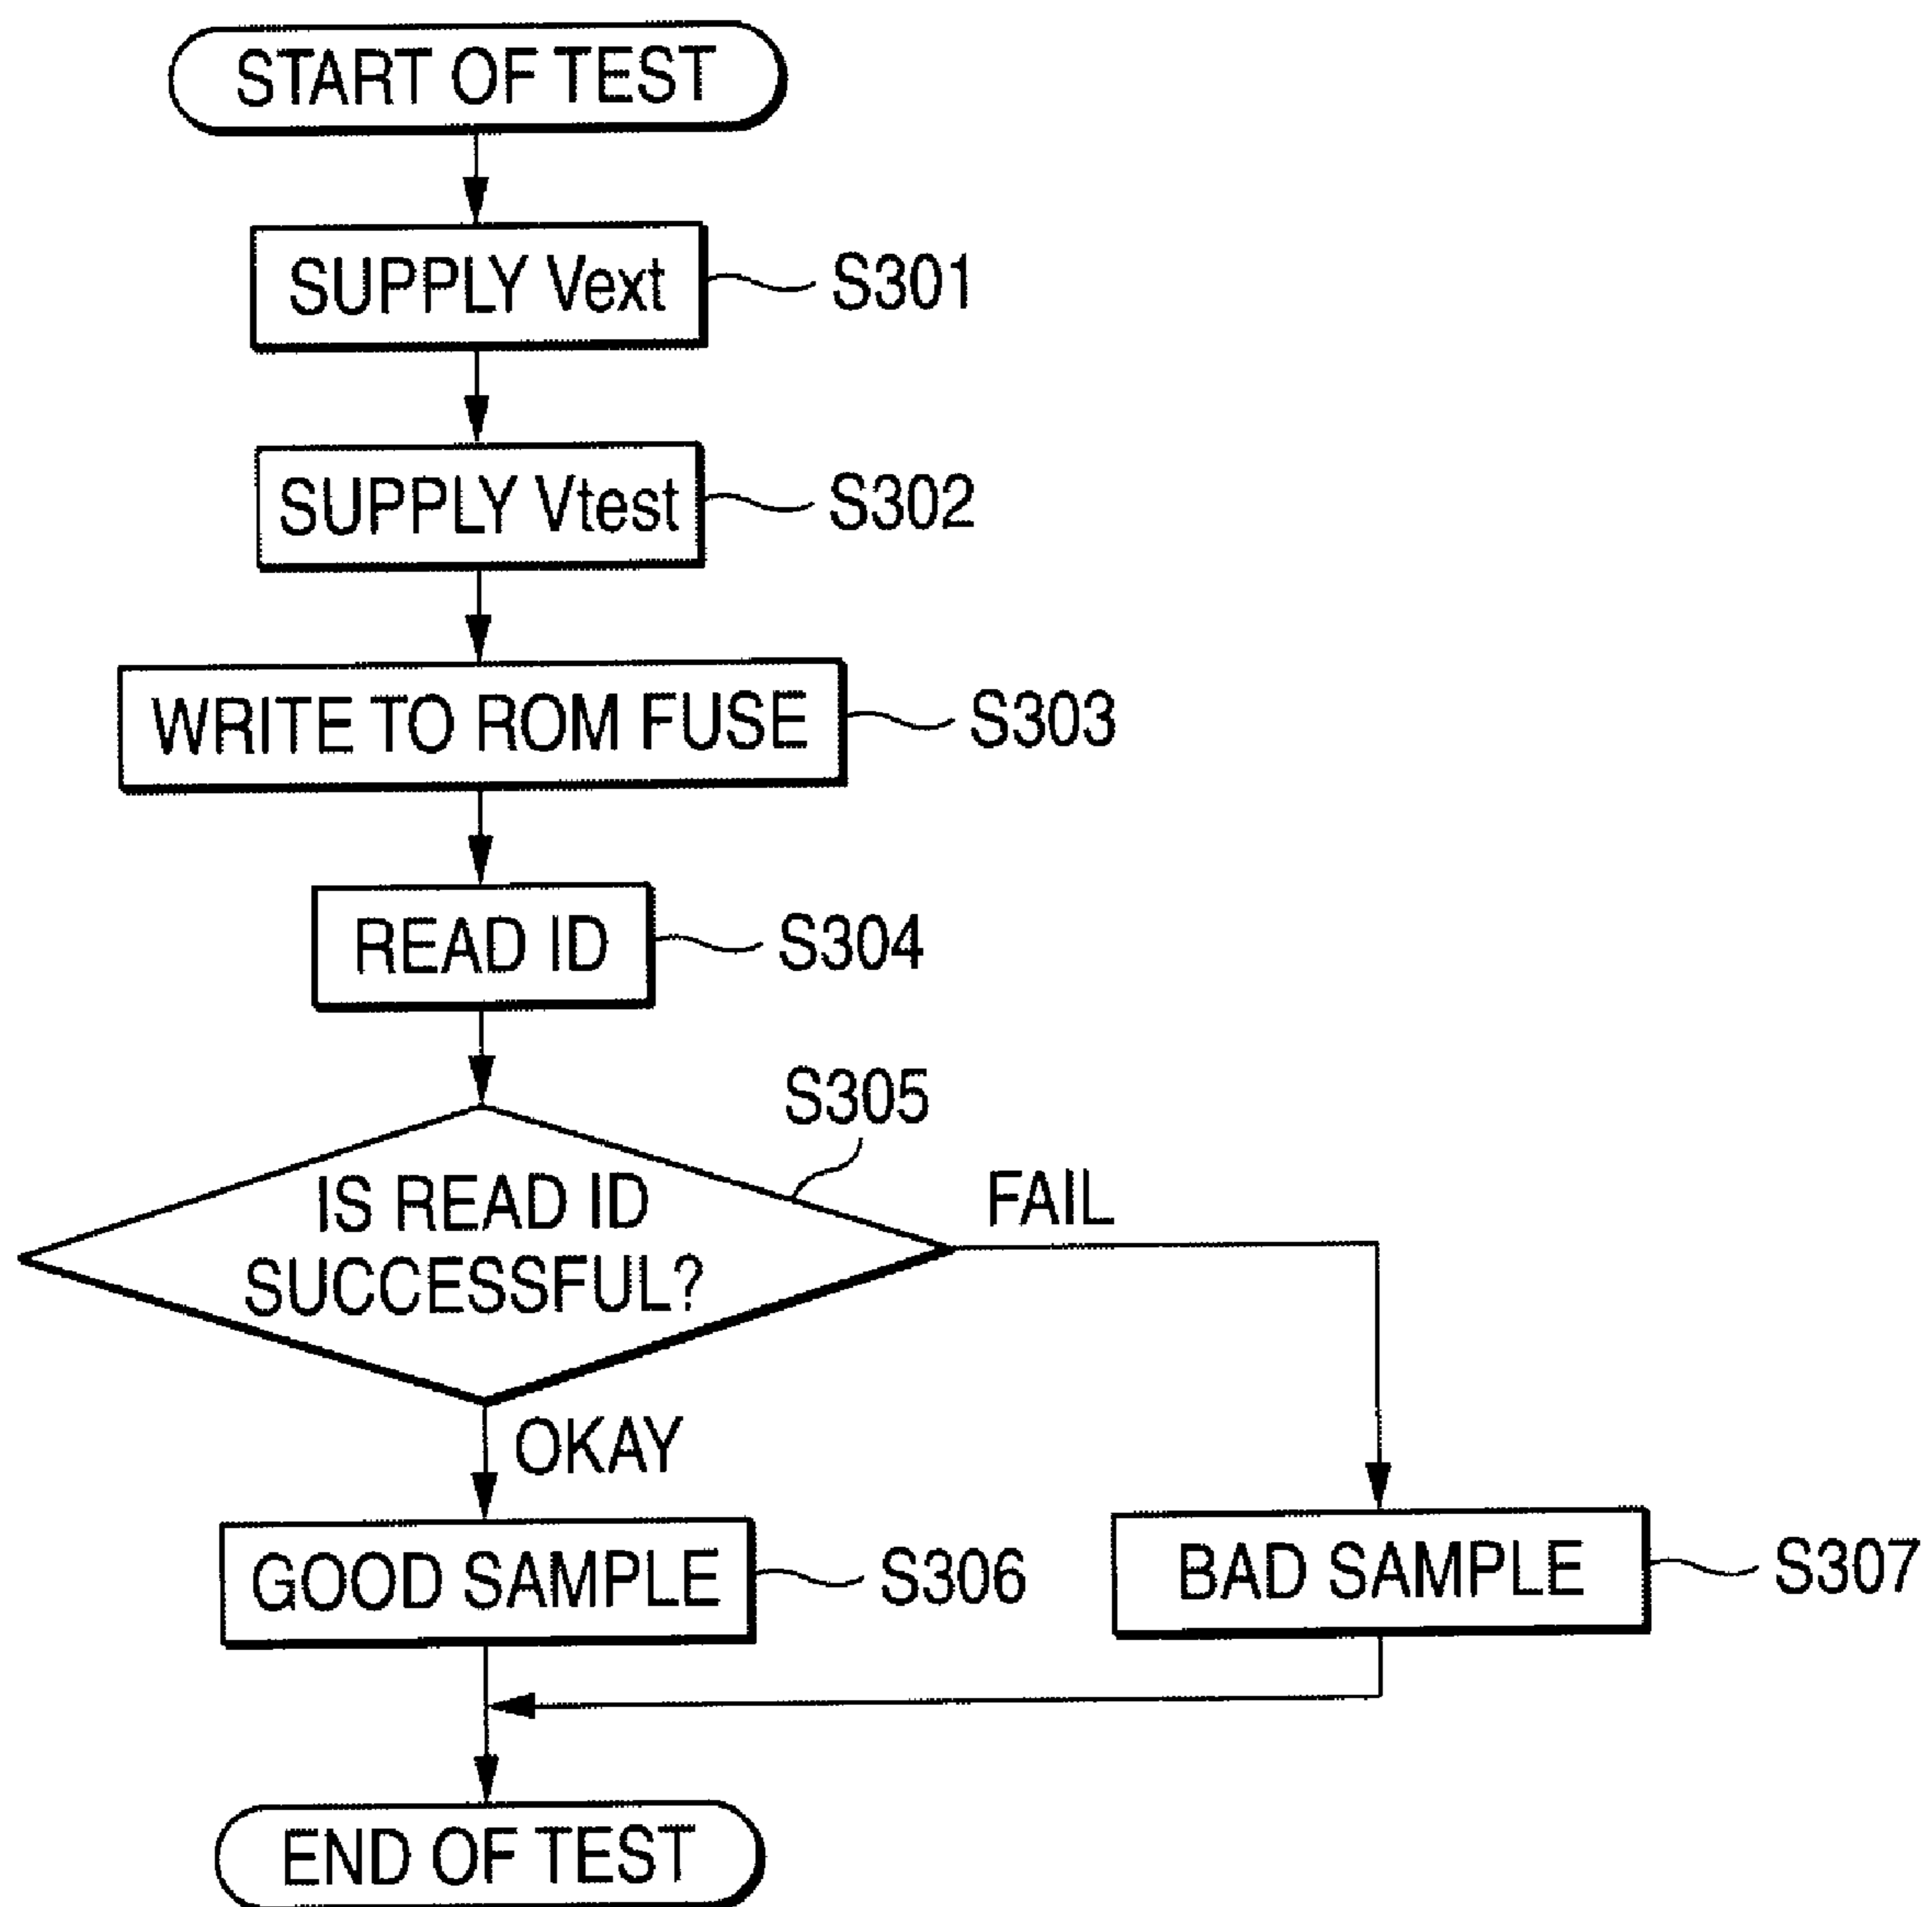 START OF TEST
SUPPLY Vext
S301
SUPPLY Vtest
S302
WRITE TO ROM FUSE
S303
READ ID
S304
S305
IS READ ID
SUCCESSFUL?
FAIL
OKAY
GOOD SAMPLE
S306
BAD SAMPLE
S307
END OF TEST